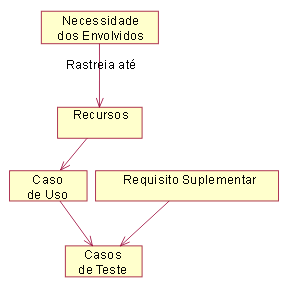 Necessidade
dos Envolvidos
Rastreia até
Recursos
Caso
de Uso
Requisito Suplementar
Casos
de Teste